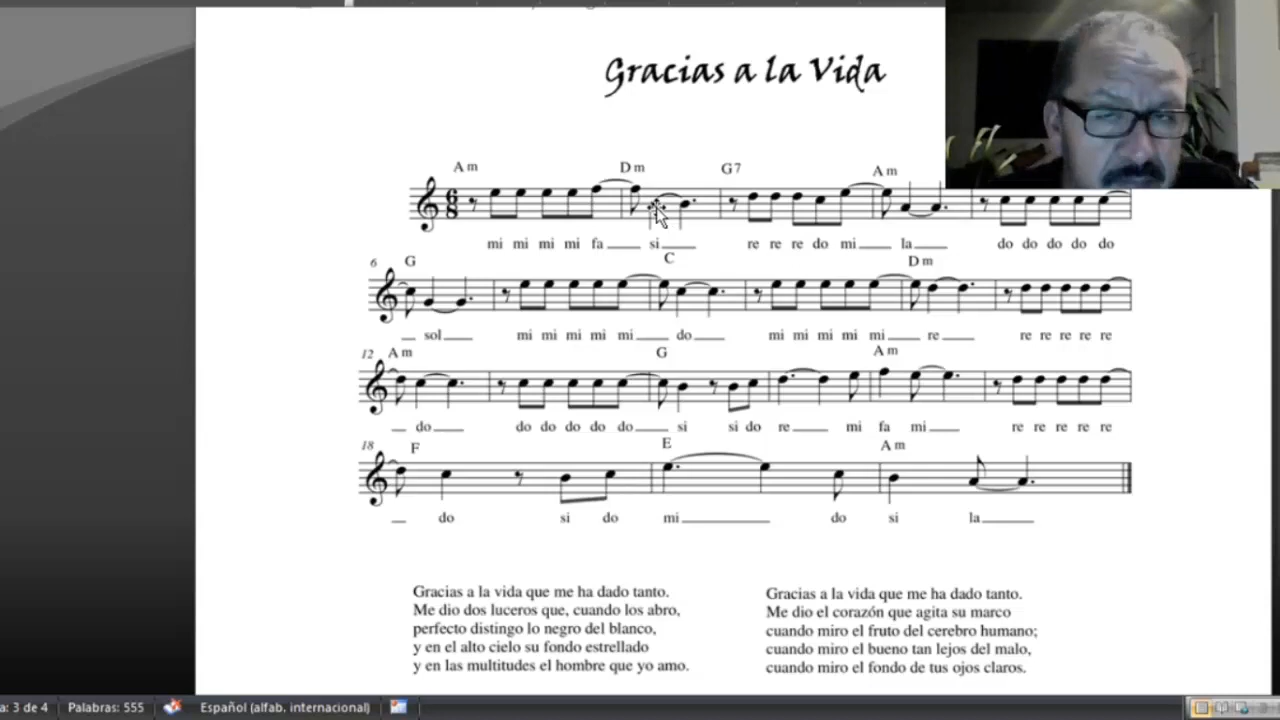 Gracias a la Vida
A m D m G7 A m
6 8
mi mi mi mi fa si re re re do mi la do do do do do
6 G C D m
sol mi mi mi mi mi do mi mi mi mi mi re re re re re re
12 A m G A m
do do do do do do si si do re mi fa mi re re re re re
18 F E A m
do si do mi do si la
Gracias a la vida que me ha dado tanto.
Me dio dos luceros que, cuando los abro,
perfecto distingo lo negro del blanco,
y en el alto cielo su fondo estrellado
y en las multitudes el hombre que yo amo.
Gracias a la vida que me ha dado tanto.
Me dio el corazón que agita su marco
cuando miro el fruto del cerebro humano;
cuando miro el bueno tan lejos del malo,
cuando miro el fondo de tus ojos claros.
a: 3 de 4 Palabras: 555 Español (alfab. internacional)